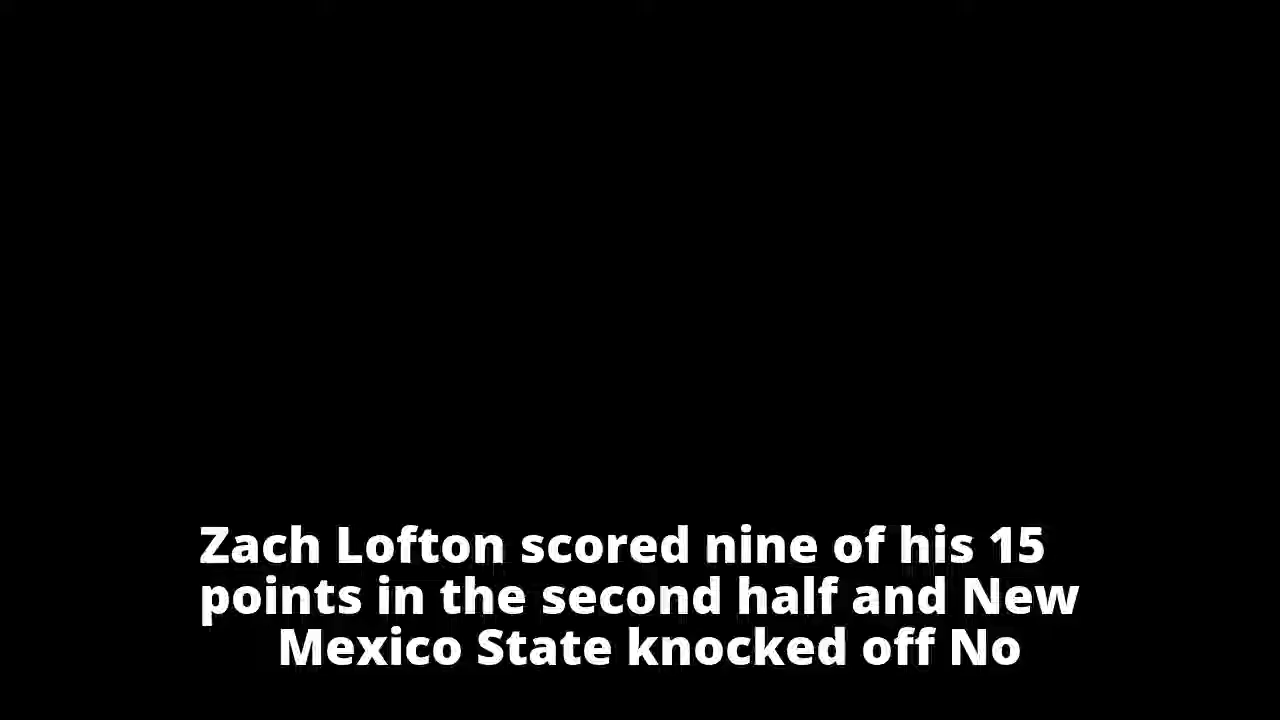 Zach Lofton scored nine of his 15
points in the second half and New
Mexico State knocked off No